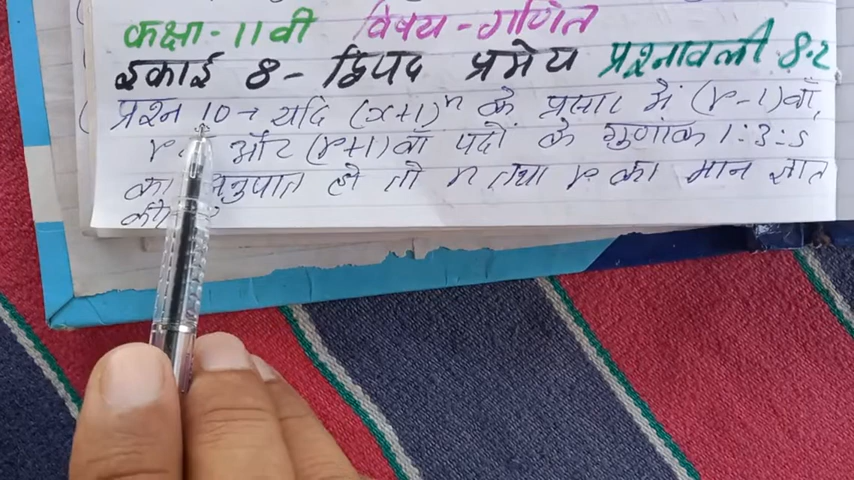 कक्षा - 11वी विषय - गणित
इकाई 8 - द्विपद प्रमेय प्रश्नावली 8.2
प्रश्न 10 → यदि (x+1)^n के प्रसार में (r-1)वाँ,
और (r+1)वाँ पदों के गुणांक 1:3:5
का अनुपात हो तो n तथा r का मान ज्ञात